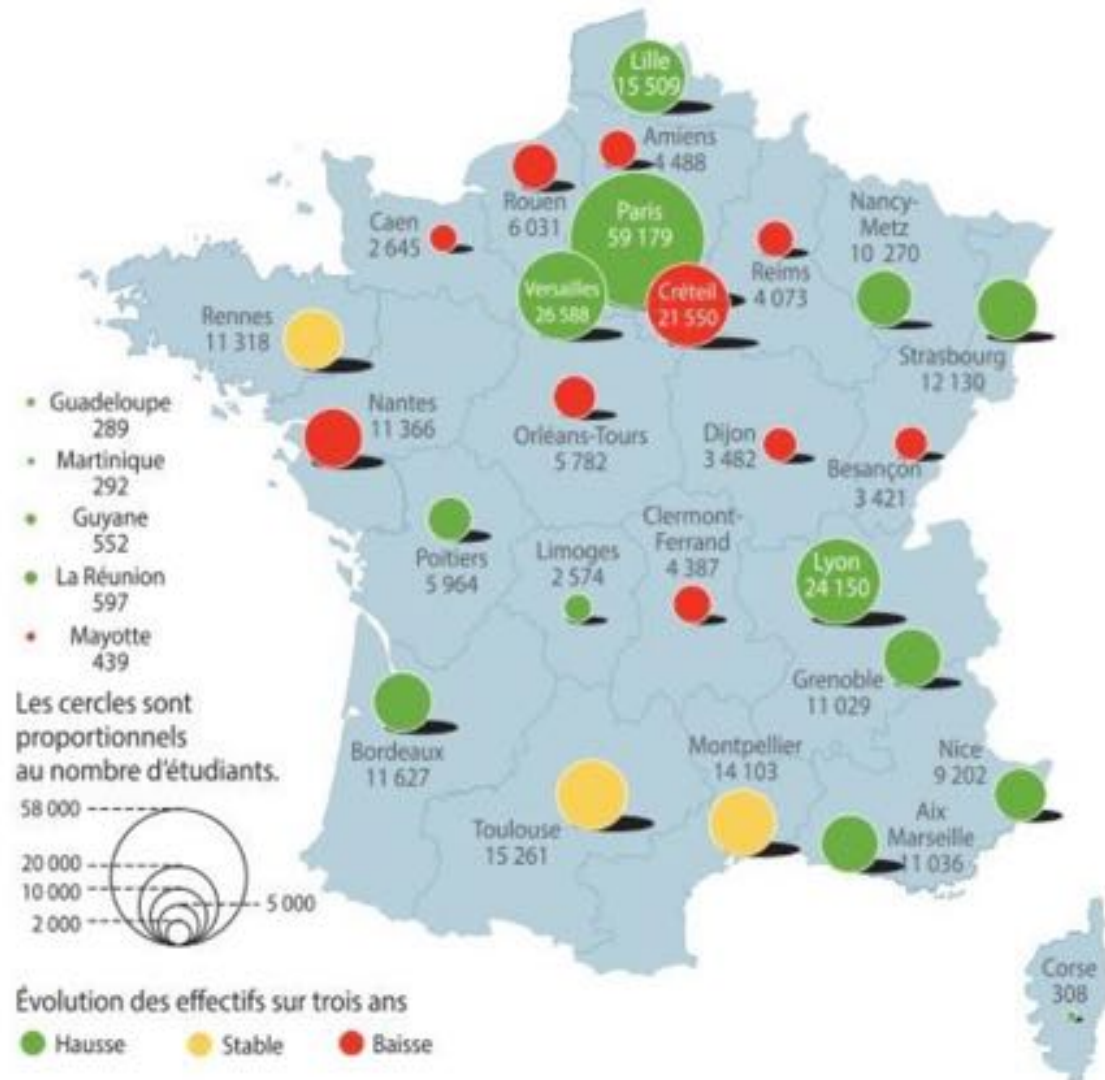 Lille
15 509
Amiens
4 488
Rouen
6 031
Caen
2 645
Paris
59 179
Nancy-
Metz
10 270
Reims
4 073
Versailles
26 588
Créteil
21 550
Rennes
11 318
Strasbourg
12 130
Nantes
11 366
Orléans-Tours
5 782
Dijon
3 482
Besançon
3 421
Guadeloupe
289
Martinique
292
Guyane
552
La Réunion
597
Mayotte
439
Poitiers
5 964
Limoges
2 574
Clermont-
Ferrand
4 387
Lyon
24 150
Grenoble
11 029
Bordeaux
11 627
Toulouse
15 261
Montpellier
14 103
Nice
9 202
Aix
Marseille
11 036
Corse
308
Les cercles sont
proportionnels
au nombre d'étudiants.
58 000
20 000
10 000
5 000
2 000
Évolution des effectifs sur trois ans
Hausse
Stable
Baisse